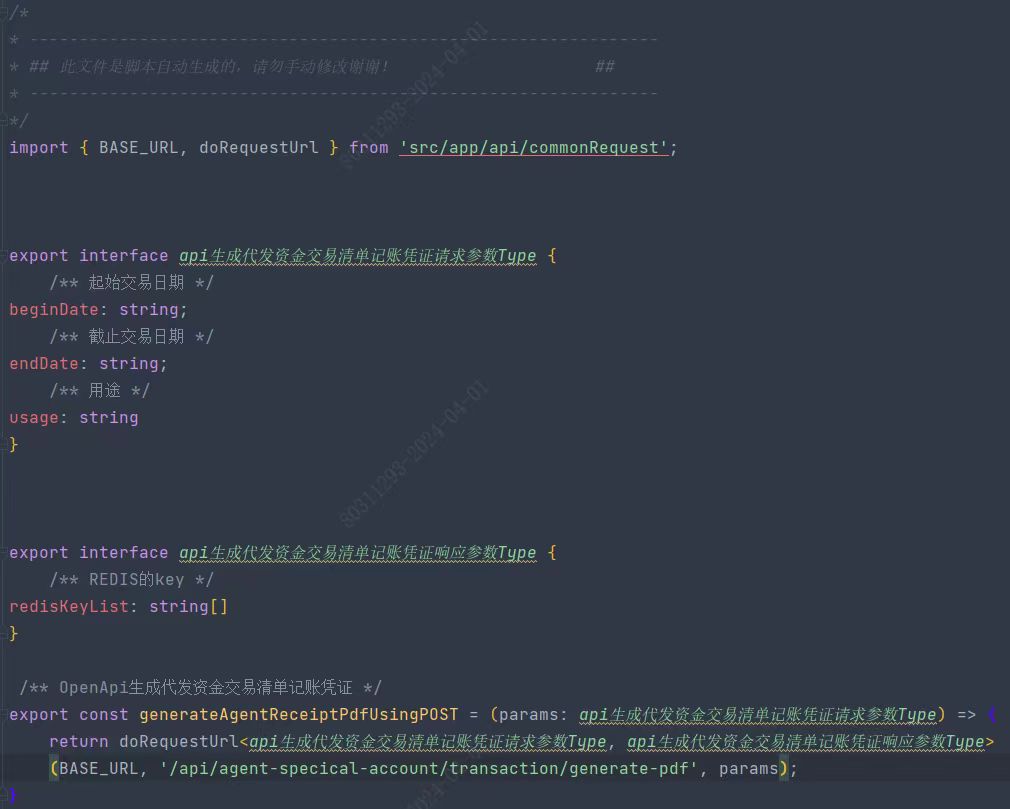 /*
* ---------------------------------------------------------------
* ## 此文件是脚本自动生成的，请勿手动修改谢谢！ ##
* ---------------------------------------------------------------
*/
import { BASE_URL, doRequestUrl } from 'src/app/api/commonRequest';
export interface api生成代发资金交易清单记账凭证请求参数Type {
/** 起始交易日期 */
beginDate: string;
/** 截止交易日期 */
endDate: string;
/** 用途 */
usage: string
}
80311293-2024-04-01
80311293-2024-04-01
export interface api生成代发资金交易清单记账凭证响应参数Type {
/** REDIS的key */
redisKeyList: string[]
}
/** OpenApi生成代发资金交易清单记账凭证 */
export const generateAgentReceiptPdfUsingPOST = (params: api生成代发资金交易清单记账凭证请求参数Type) => {
return doRequestUrl<api生成代发资金交易清单记账凭证请求参数Type, api生成代发资金交易清单记账凭证响应参数Type>
(BASE_URL, '/api/agent-specical-account/transaction/generate-pdf', params);
}